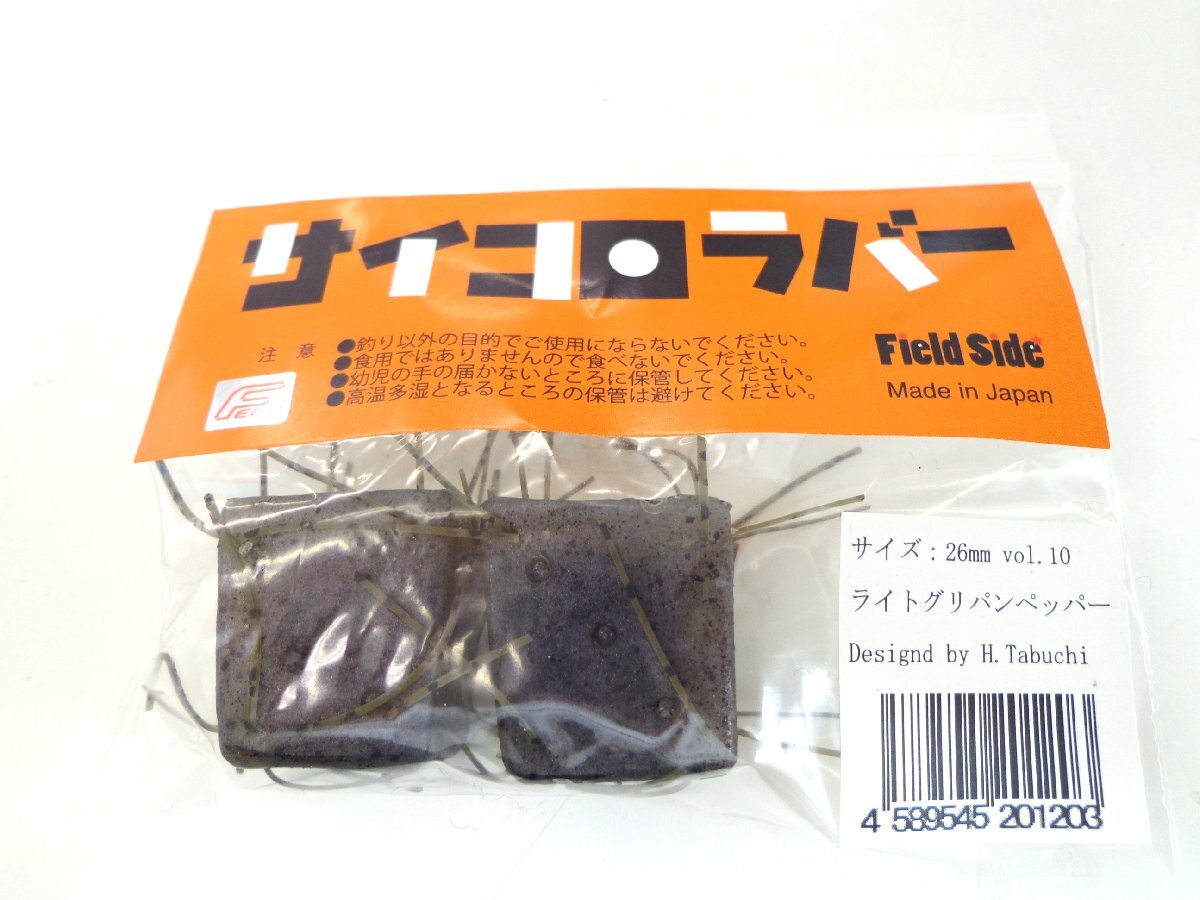 サイコロラバー
注意
●釣り以外の目的でご使用にならないでください。
●食用ではありませんので食べないでください。
●幼児の手の届かないところに保管してください。
●高温多湿となるところの保管は避けてください。
Field Side
Made in Japan
サイズ：26mm vol.10
ライトグリパンペッパー
Designd by H.Tabuchi
4 589545 201203